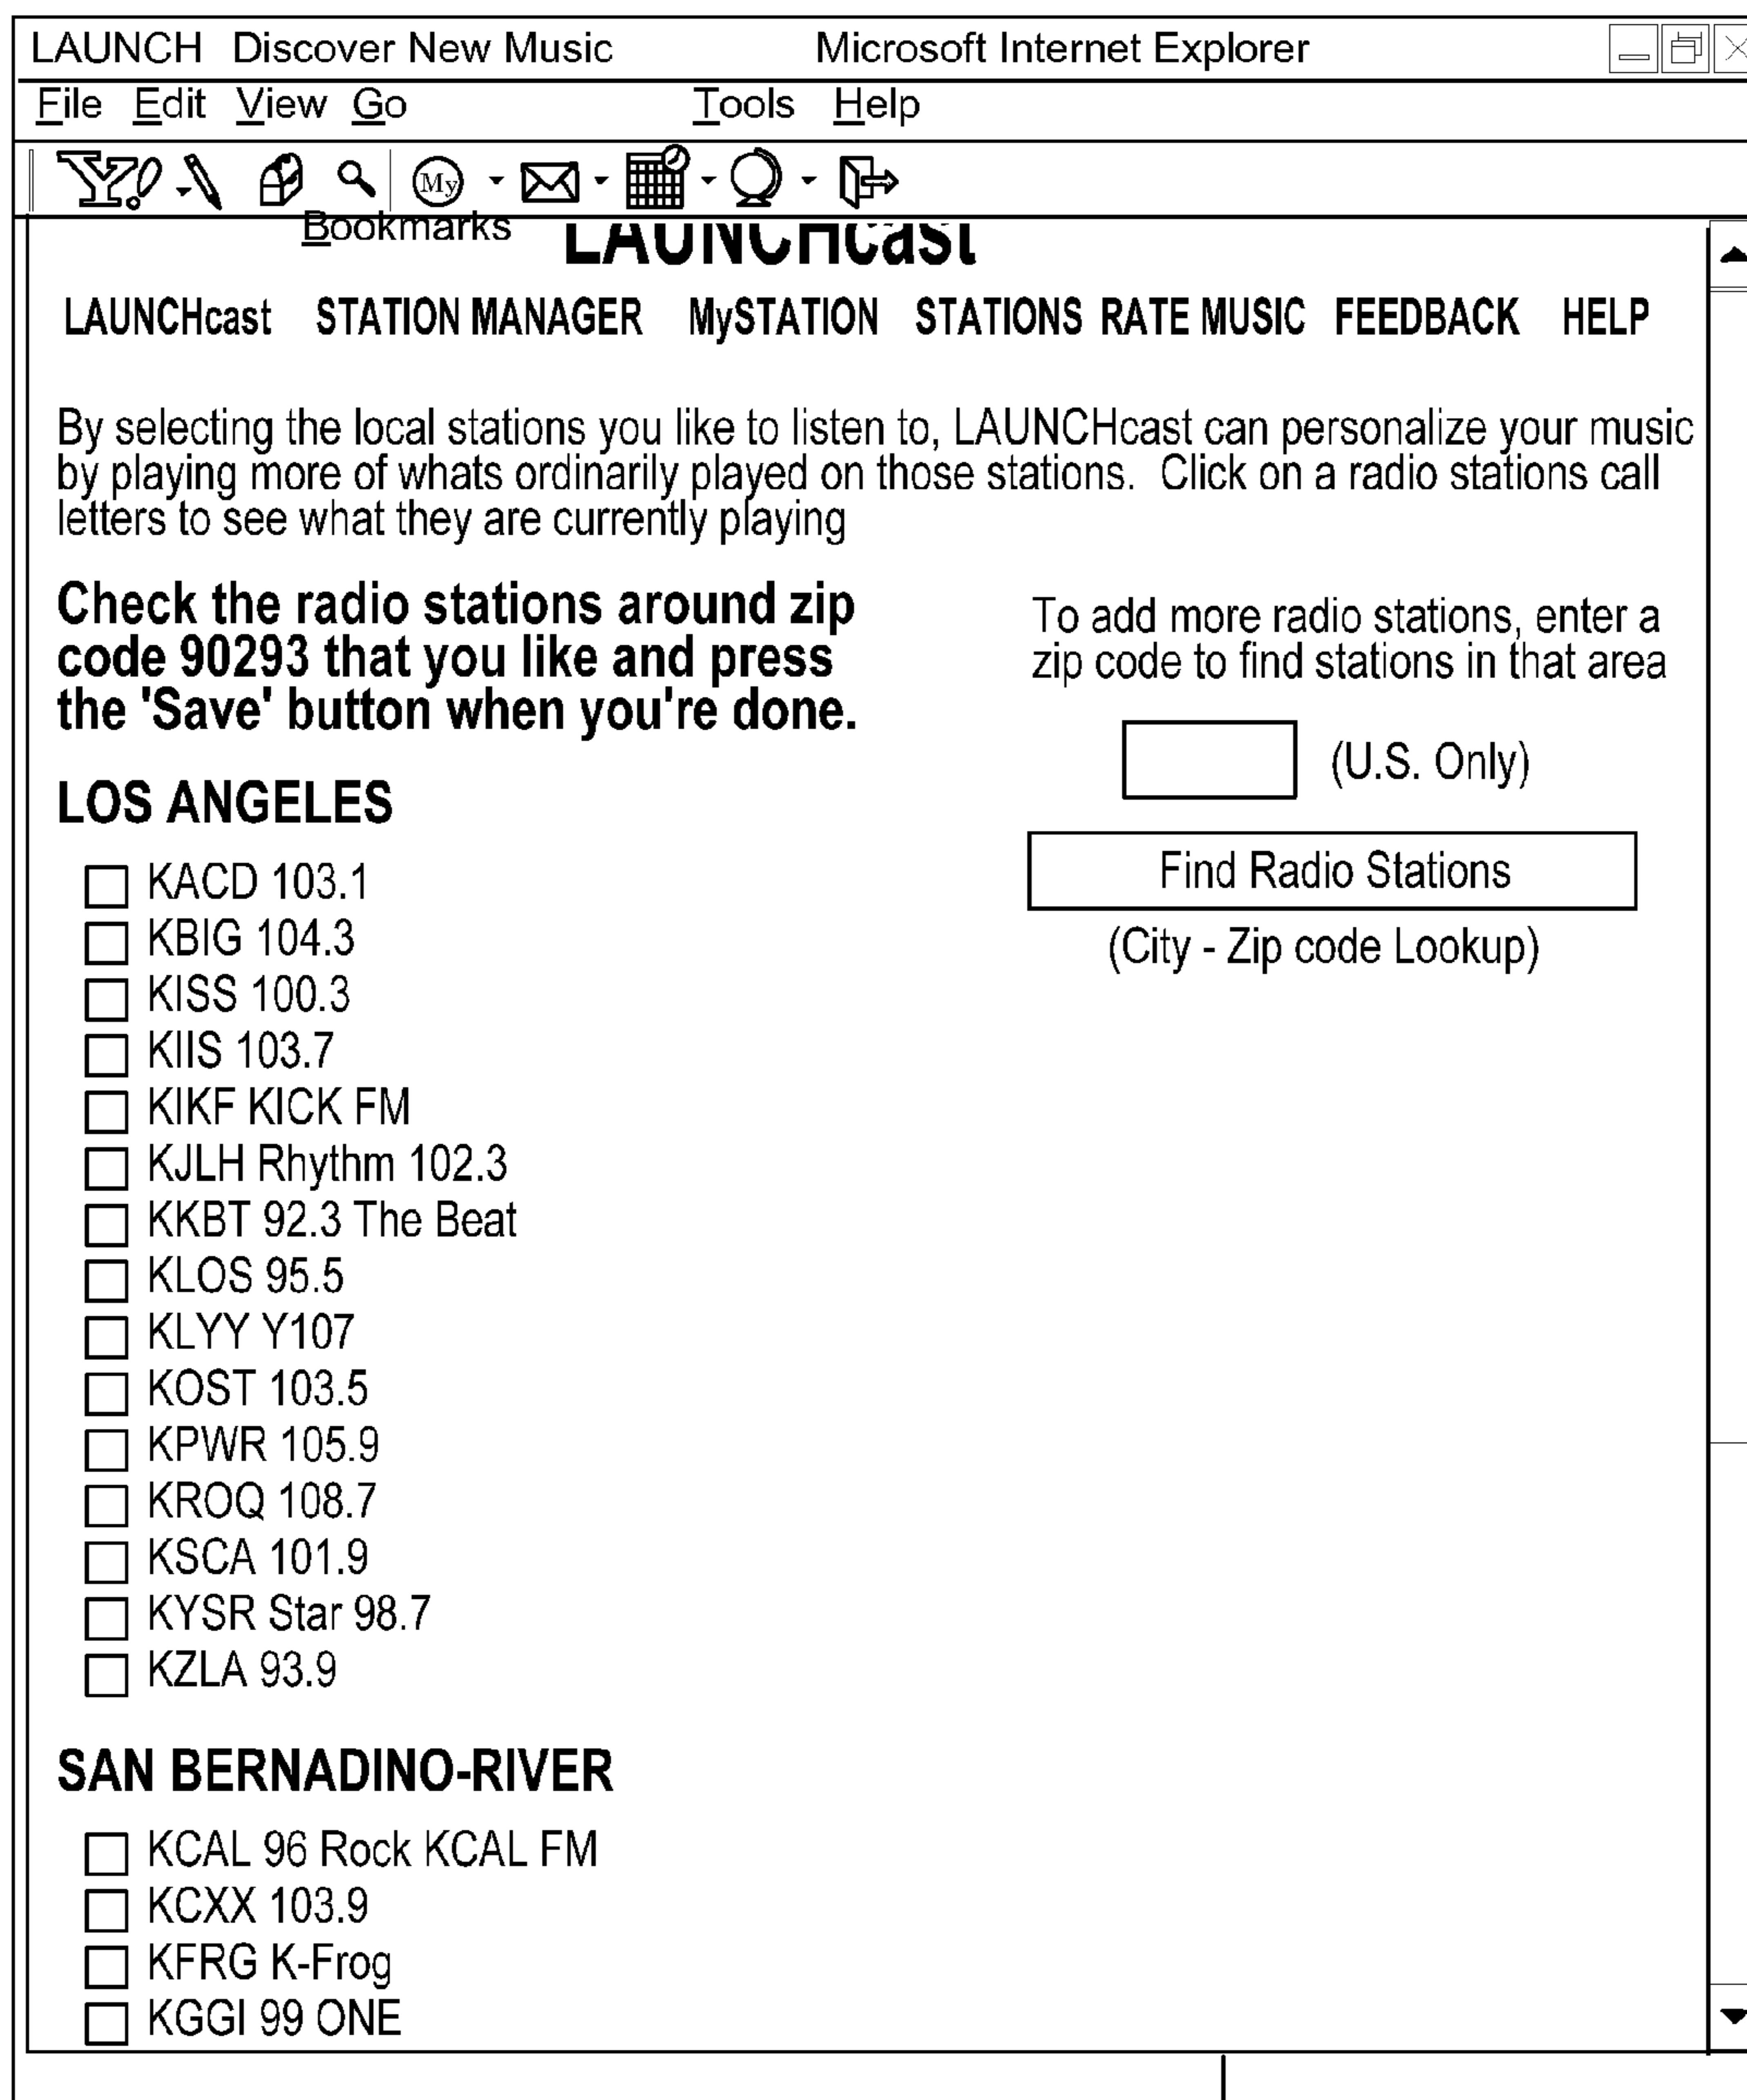 LAUNCH Discover New Music Microsoft Internet Explorer
File Edit View Go Tools Help
Y! My
Bookmarks
LAUNCHcast
LAUNCHcast STATION MANAGER MySTATION STATIONS RATE MUSIC FEEDBACK HELP
By selecting the local stations you like to listen to, LAUNCHcast can personalize your music
by playing more of whats ordinarily played on those stations. Click on a radio stations call
letters to see what they are currently playing
Check the radio stations around zip
code 90293 that you like and press
the 'Save' button when you're done.
To add more radio stations, enter a
zip code to find stations in that area
(U.S. Only)
Find Radio Stations
(City - Zip code Lookup)
LOS ANGELES
KACD 103.1
KBIG 104.3
KISS 100.3
KIIS 103.7
KIKF KICK FM
KJLH Rhythm 102.3
KKBT 92.3 The Beat
KLOS 95.5
KLYY Y107
KOST 103.5
KPWR 105.9
KROQ 108.7
KSCA 101.9
KYSR Star 98.7
KZLA 93.9
SAN BERNADINO-RIVER
KCAL 96 Rock KCAL FM
KCXX 103.9
KFRG K-Frog
KGGI 99 ONE